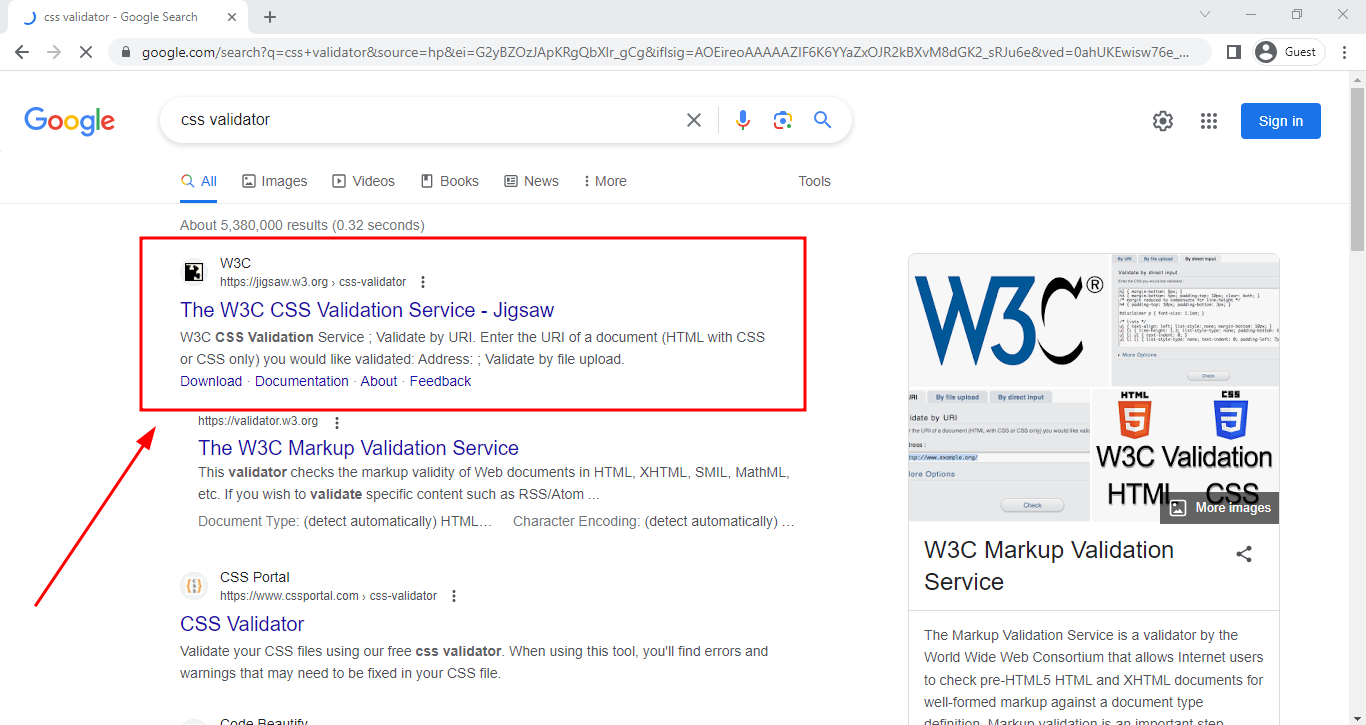 css validator - Google Search
google.com/search?q=css+validator&source=hp&ei=G2yBZOzJApKRgQbXIr_gCg&iflsig=AOEireoAAAAAZIF6K6YYaZxOJR2kBXvM8dGK2_sRJu6e&ved=0ahUKEwisw76e_...
Guest
Google
css validator
Sign in
All
Images
Videos
Books
News
More
Tools
About 5,380,000 results (0.32 seconds)
W3C
https://jigsaw.w3.org › css-validator
The W3C CSS Validation Service - Jigsaw
W3C CSS Validation Service ; Validate by URI. Enter the URI of a document (HTML with CSS
or CSS only) you would like validated: Address: ; Validate by file upload.
Download · Documentation · About · Feedback
https://validator.w3.org
The W3C Markup Validation Service
This validator checks the markup validity of Web documents in HTML, XHTML, SMIL, MathML,
etc. If you wish to validate specific content such as RSS/Atom ...
Document Type: (detect automatically) HTML… Character Encoding: (detect automatically) …
CSS Portal
https://www.cssportal.com › css-validator
CSS Validator
Validate your CSS files using our free css validator. When using this tool, you'll find errors and
warnings that may need to be fixed in your CSS file.
Code Beautify
W3C®
By URI
By file upload
By direct input
Validate by direct input
More Options
Check
URI
By file upload
By direct input
date by URI
http://www.example.org/
ore Options
Check
HTML
CSS
W3C Validation
HTML CSS
More images
W3C Markup Validation
Service
The Markup Validation Service is a validator by the
World Wide Web Consortium that allows Internet users
to check pre-HTML5 HTML and XHTML documents for
well-formed markup against a document type
definition. Markup validation is an important step